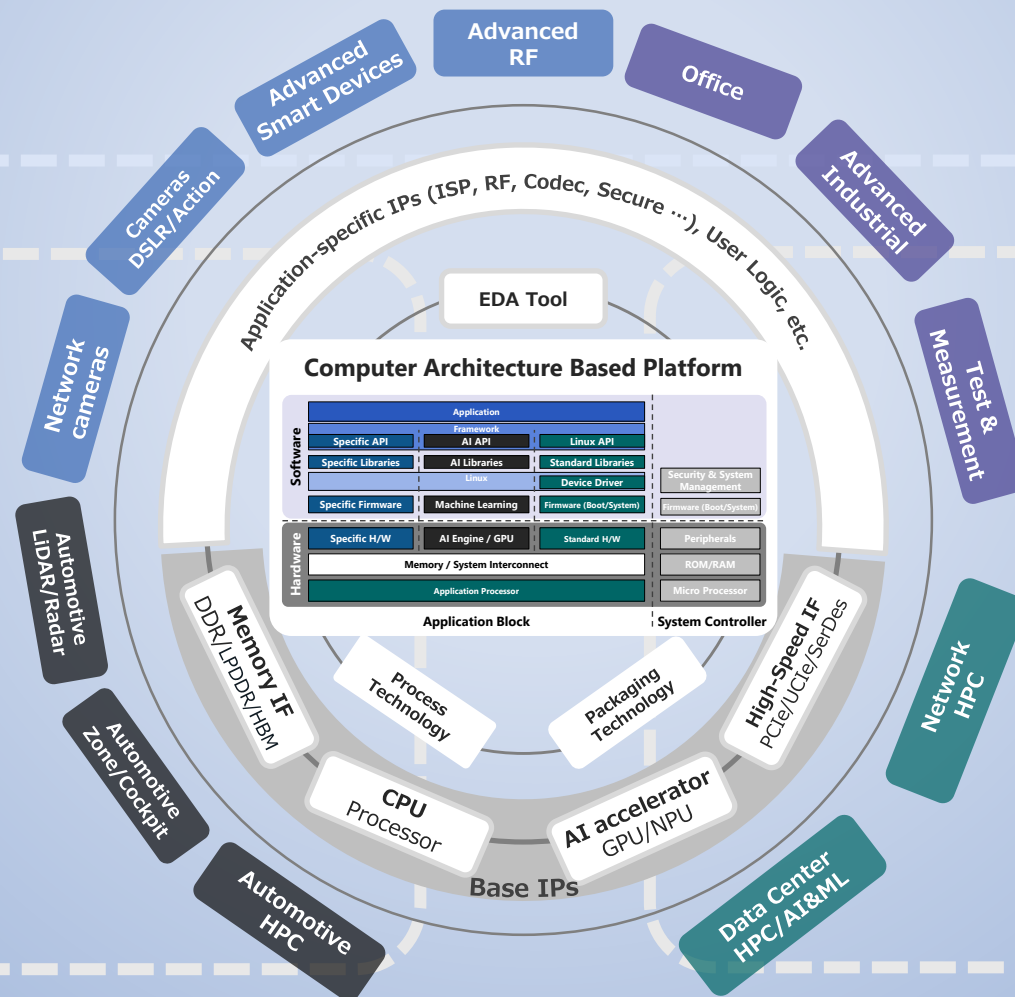 Advanced
RF
Advanced
Smart Devices
Office
Cameras
DSLR/Action
Advanced
Industrial
Network
cameras
Test &
Measurement
Automotive
LiDAR/Radar
Network
HPC
Automotive
Zone/Cockpit
Automotive
HPC
Data Center
HPC/AI&ML
Application-specific IPs (ISP, RF, Codec, Secure ···), User Logic, etc.
EDA Tool
Computer Architecture Based Platform
Software
Application
Framework
Specific API
AI API
Linux API
Specific Libraries
AI Libraries
Standard Libraries
Linux
Device Driver
Security & System
Management
Specific Firmware
Machine Learning
Firmware (Boot/System)
Firmware (Boot/System)
Hardware
Specific H/W
AI Engine / GPU
Standard H/W
Peripherals
Memory / System Interconnect
ROM/RAM
Application Processor
Micro Processor
Application Block
System Controller
Process
Technology
Packaging
Technology
Memory IF
DDR/LPDDR/HBM
High-Speed IF
PCIe/UCIe/SerDes
CPU
Processor
AI accelerator
GPU/NPU
Base IPs